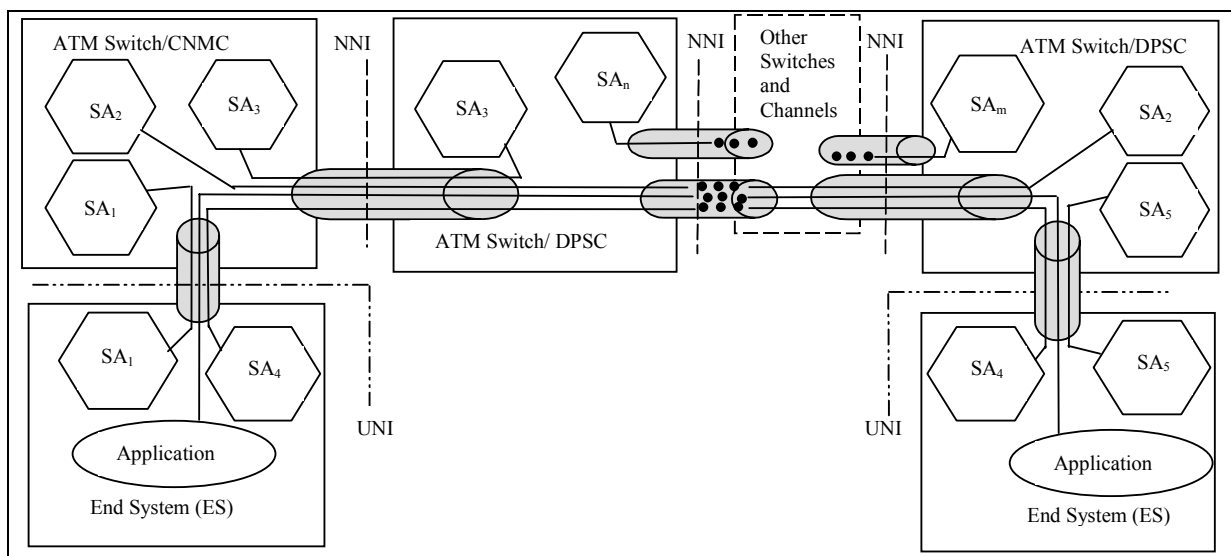 ATM Switch/CNMC
SA₂
SA₃
SA₁
NNI
SA₃
SAₙ
ATM Switch/ DPSC
NNI
Other
Switches
and
Channels
NNI
ATM Switch/DPSC
SAₘ
SA₂
SA₅
SA₁
SA₄
Application
End System (ES)
UNI
UNI
SA₄
SA₅
Application
End System (ES)